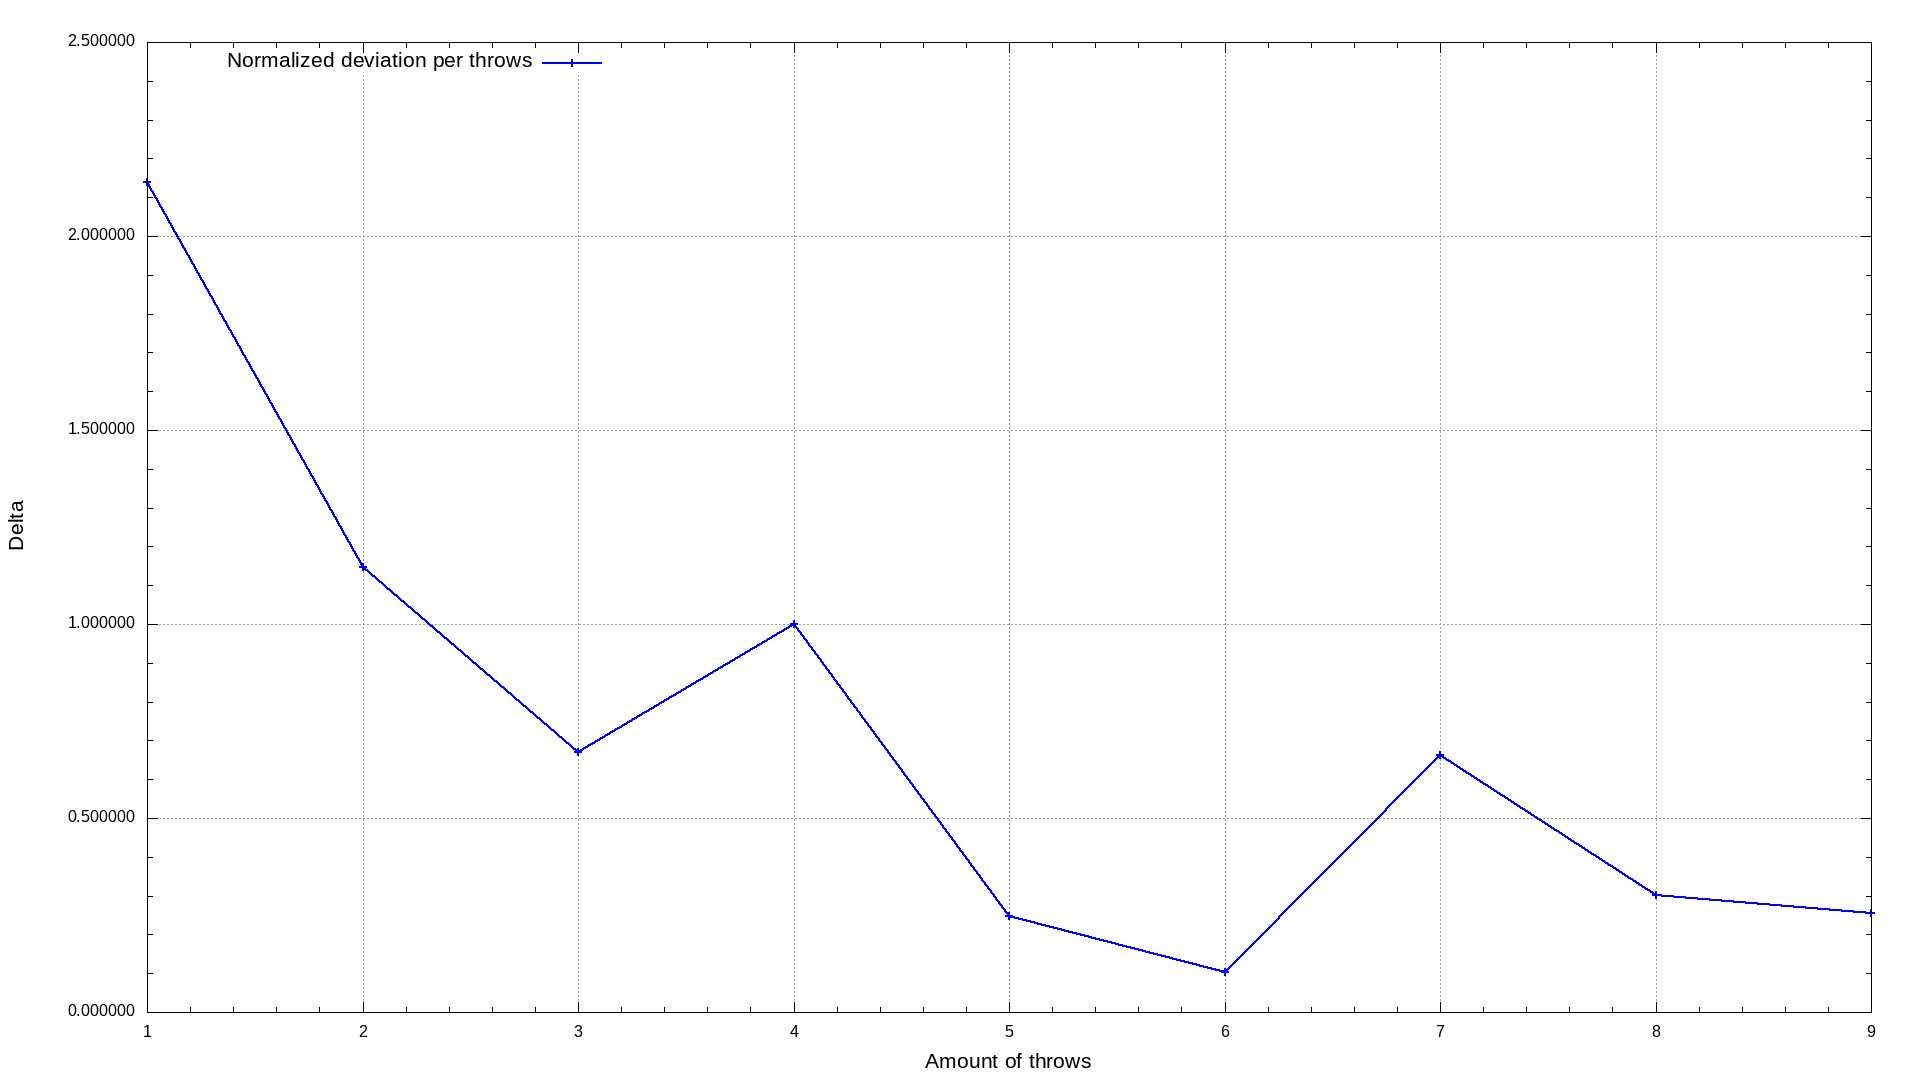 Normalized deviation per throws
2.500000
2.000000
1.500000
1.000000
0.500000
0.000000
Delta
1 2 3 4 5 6 7 8 9
Amount of throws